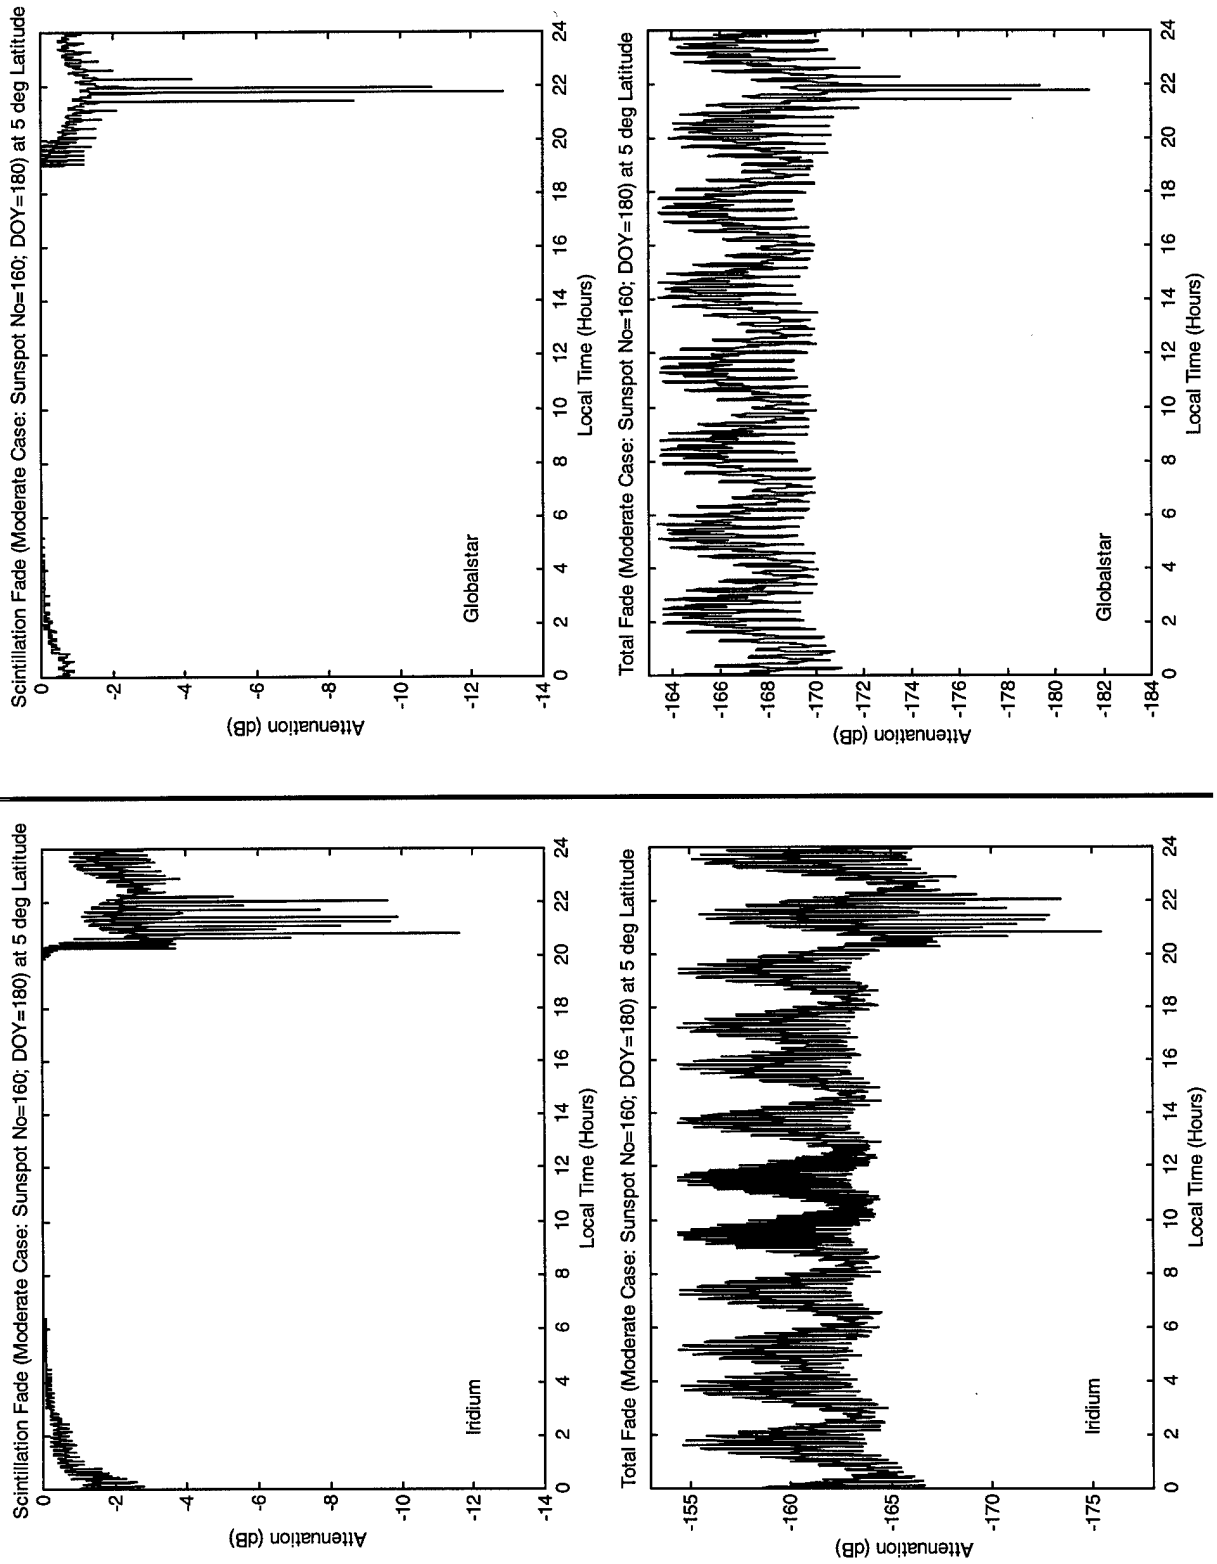 Scintillation Fade (Moderate Case: Sunspot No=160; DOY=180) at 5 deg Latitude
0
-2
-4
-6
-8
-10
-12
-14
Attenuation (dB)
Iridium
0 2 4 6 8 10 12 14 16 18 20 22 24
Local Time (Hours)
Scintillation Fade (Moderate Case: Sunspot No=160; DOY=180) at 5 deg Latitude
0
-2
-4
-6
-8
-10
-12
-14
Attenuation (dB)
Globalstar
0 2 4 6 8 10 12 14 16 18 20 22 24
Local Time (Hours)
Total Fade (Moderate Case: Sunspot No=160; DOY=180) at 5 deg Latitude
-155
-160
-165
-170
-175
Attenuation (dB)
Iridium
0 2 4 6 8 10 12 14 16 18 20 22 24
Local Time (Hours)
Total Fade (Moderate Case: Sunspot No=160; DOY=180) at 5 deg Latitude
-164
-166
-168
-170
-172
-174
-176
-178
-180
-182
-184
Attenuation (dB)
Globalstar
0 2 4 6 8 10 12 14 16 18 20 22 24
Local Time (Hours)